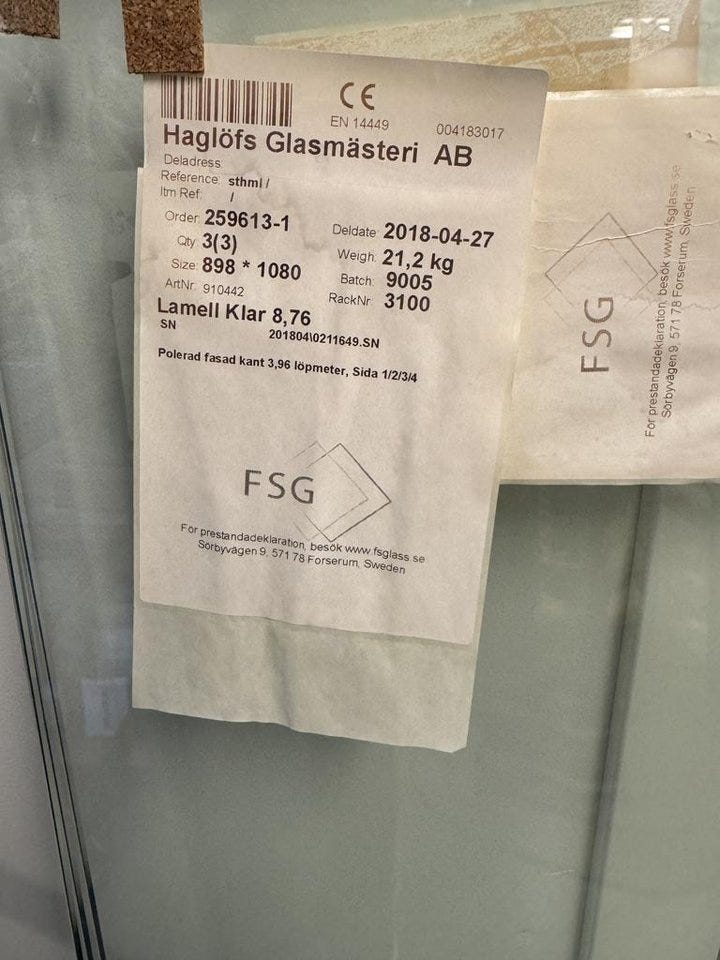 CE
EN 14449
004183017
Haglöfs Glasmästeri AB
Deladress:
Reference: sthml /
Itm Ref: /
Order: 259613-1 Deldate: 2018-04-27
Qty: 3(3) Weigh: 21,2 kg
Size: 898 * 1080 Batch: 9005
ArtNr: 910442 RackNr: 3100
Lamell Klar 8,76
SN 201804\0211649.SN
Polerad fasad kant 3,96 löpmeter, Sida 1/2/3/4
FSG
För prestandadeklaration, besök www.fsglass.se
Sörbyvägen 9, 571 78 Forserum, Sweden
FSG
För prestandadeklaration, besök www.fsglass.se
Sörbyvägen 9, 571 78 Forserum, Sweden